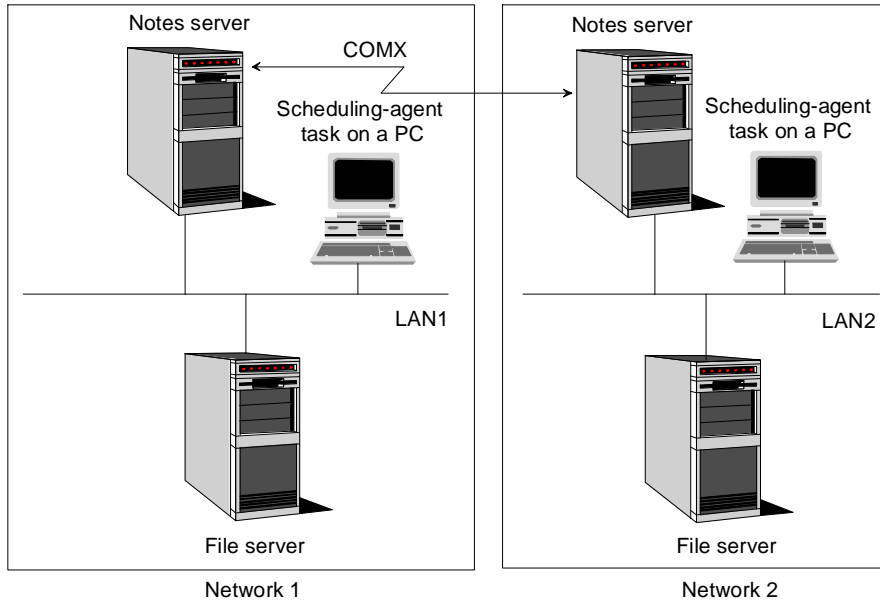 Notes server
COMX
Scheduling-agent
task on a PC
LAN1
File server
Network 1
Notes server
Scheduling-agent
task on a PC
LAN2
File server
Network 2